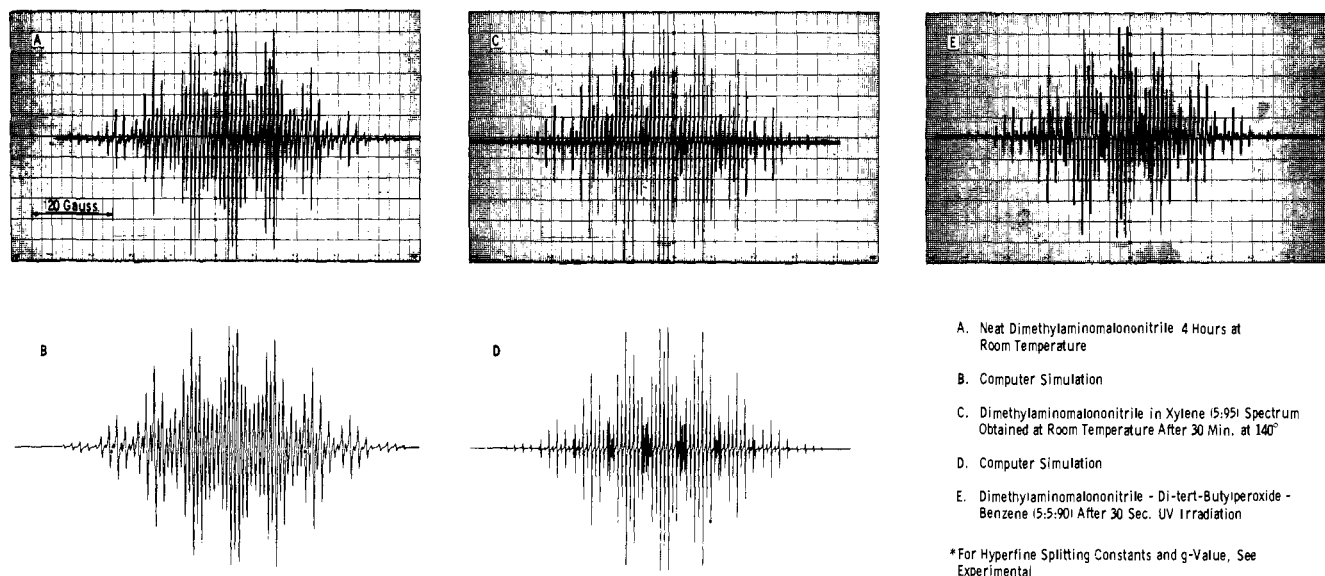 A
C
E
20 Gauss
B
D
A. Neat Dimethylaminomalononitrile 4 Hours at
Room Temperature
B. Computer Simulation
C. Dimethylaminomalononitrile in Xylene (5:95) Spectrum
Obtained at Room Temperature After 30 Min. at 140°
D. Computer Simulation
E. Dimethylaminomalononitrile - Di-tert-Butylperoxide -
Benzene (5:5:90) After 30 Sec. UV Irradiation
*For Hyperfine Splitting Constants and g-Value, See
Experimental